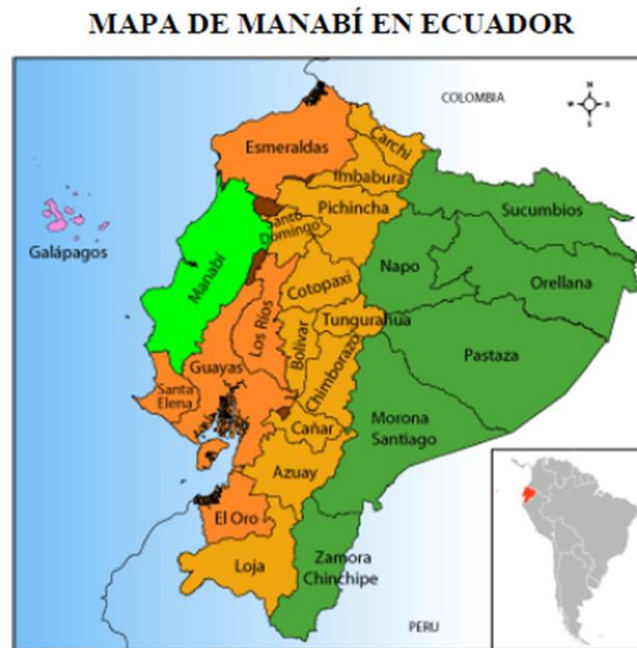 MAPA DE MANABÍ EN ECUADOR
COLOMBIA
N
W
E
S
Esmeraldas
Carchi
Imbabura
Pichincha
Santo
Domingo
Sucumbios
Galápagos
Manabí
Napo
Orellana
Cotopaxi
Los Ríos
Bolivar
Tungurahua
Pastaza
Guayas
Chimborazo
Santa
Elena
Morona
Santiago
Cañar
Azuay
El Oro
Loja
Zamora
Chinchipe
PERU